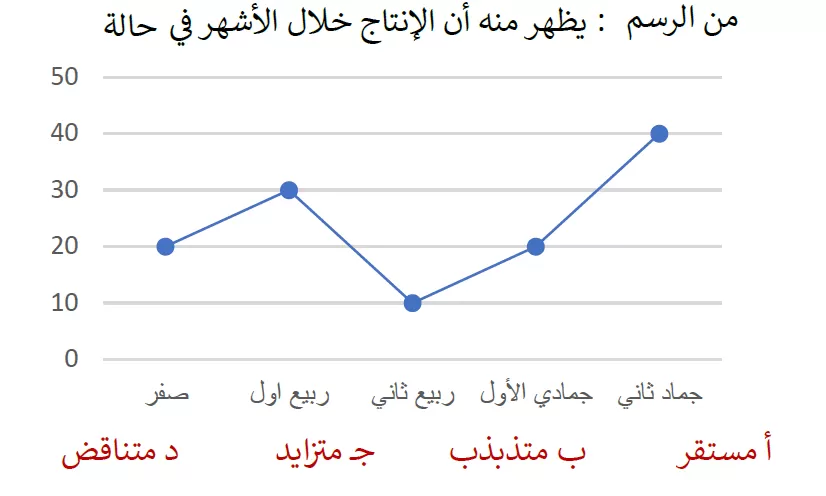 من الرسم : يظهر منه أن الإنتاج خلال الأشهر في حالة
50
40
30
20
10
0
صفر ربيع اول ربيع ثاني جمادي الأول جماد ثاني
أ مستقر ب متذبذب جـ متزايد د متناقض